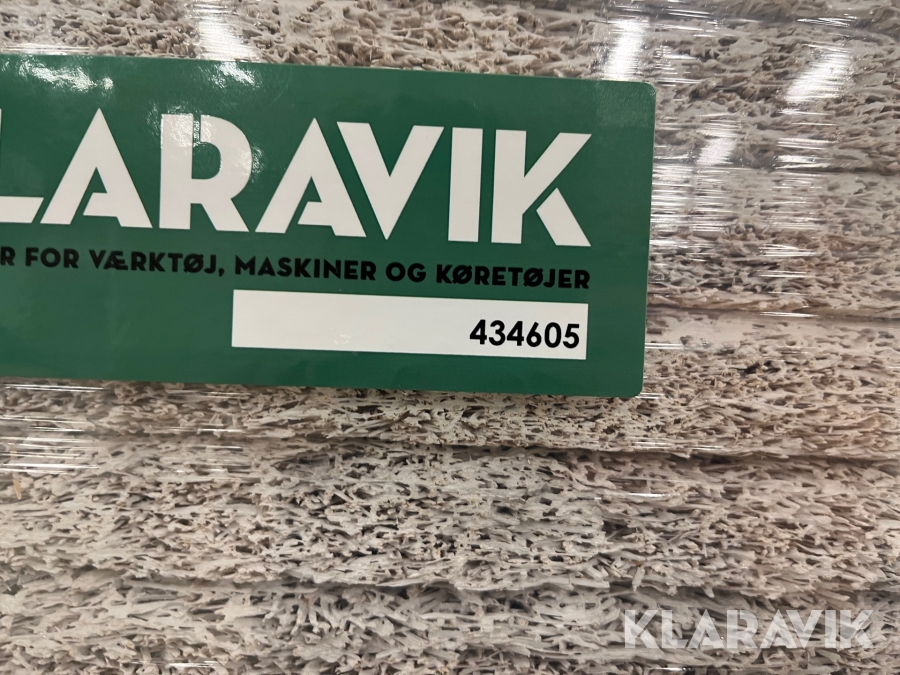 LARAVIK
R FOR VÆRKTØJ, MASKINER OG KØRETØJER
434605
KLARAVIK